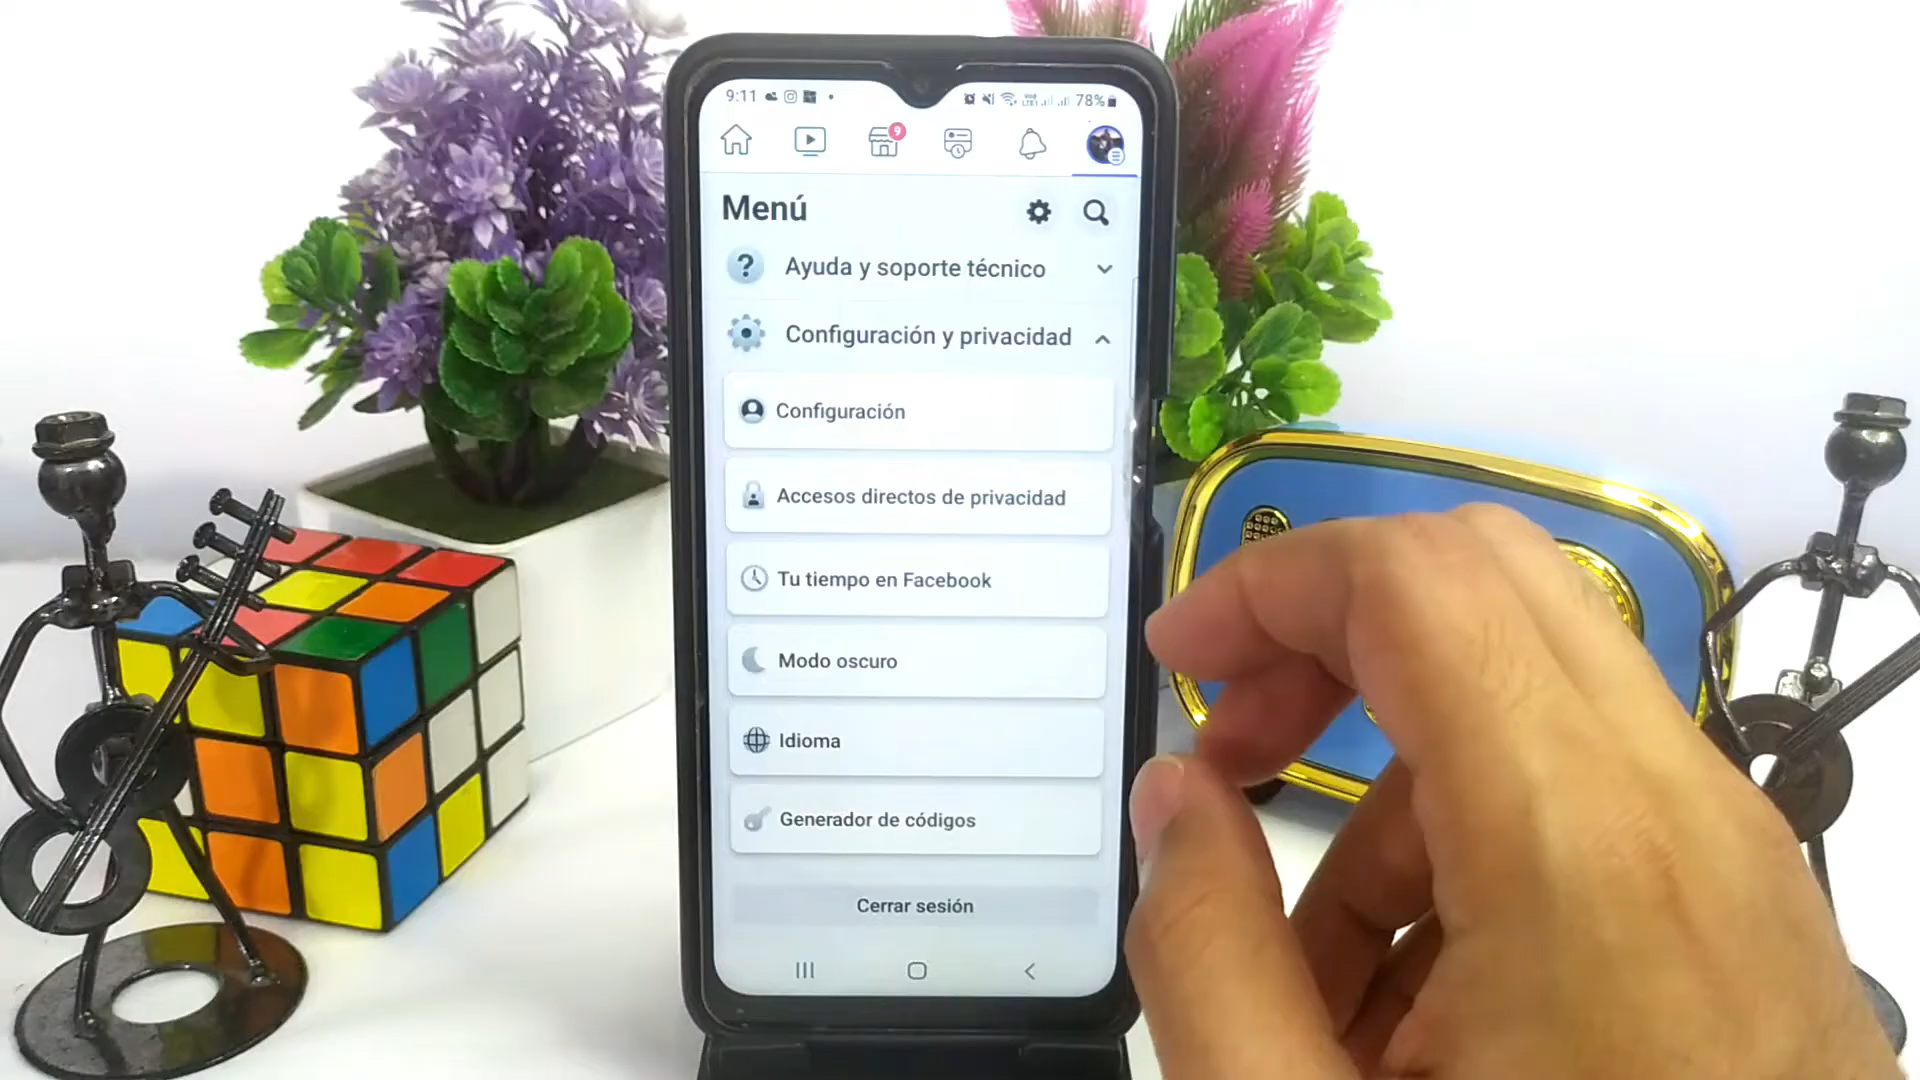 9:11
78%
9
Menú
Ayuda y soporte técnico
Configuración y privacidad
Configuración
Accesos directos de privacidad
Tu tiempo en Facebook
Modo oscuro
Idioma
Generador de códigos
Cerrar sesión